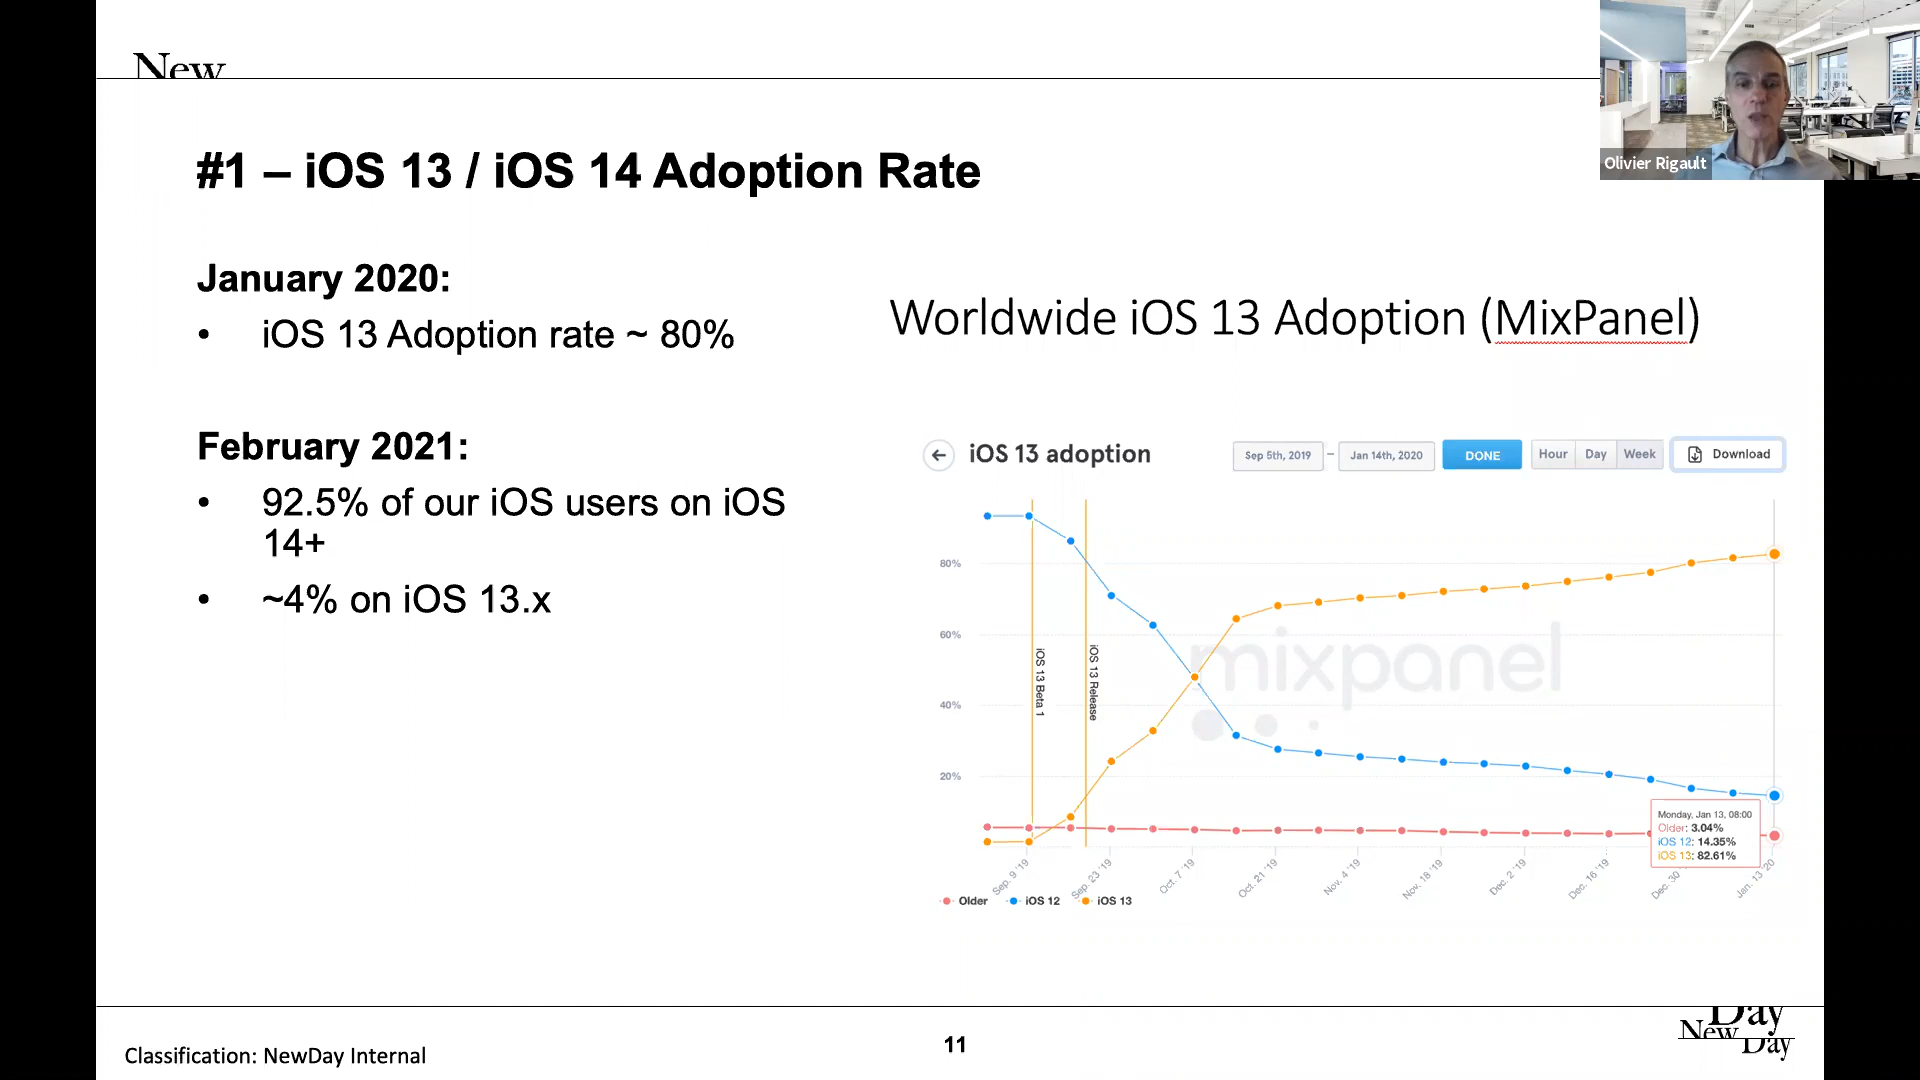 New
Olivier Rigault
#1 – iOS 13 / iOS 14 Adoption Rate
January 2020:
• iOS 13 Adoption rate ~ 80%
February 2021:
• 92.5% of our iOS users on iOS
14+
• ~4% on iOS 13.x
Worldwide iOS 13 Adoption (MixPanel)
iOS 13 adoption
Sep 5th, 2019 – Jan 14th, 2020 DONE Hour Day Week Download
80%
60%
40%
20%
iOS 13 Beta 1
iOS 13 Release
mixpanel
Monday, Jan 13, 08:00
Older: 3.04%
iOS 12: 14.35%
iOS 13: 82.61%
Sep. 9 '19 Sep. 23 '19 Oct. 7 '19 Oct. 21 '19 Nov. 4 '19 Nov. 18 '19 Dec. 2 '19 Dec. 16 '19 Dec. 30 Jan. 13 '20
Older iOS 12 iOS 13
Classification: NewDay Internal
11
Day
New
Day